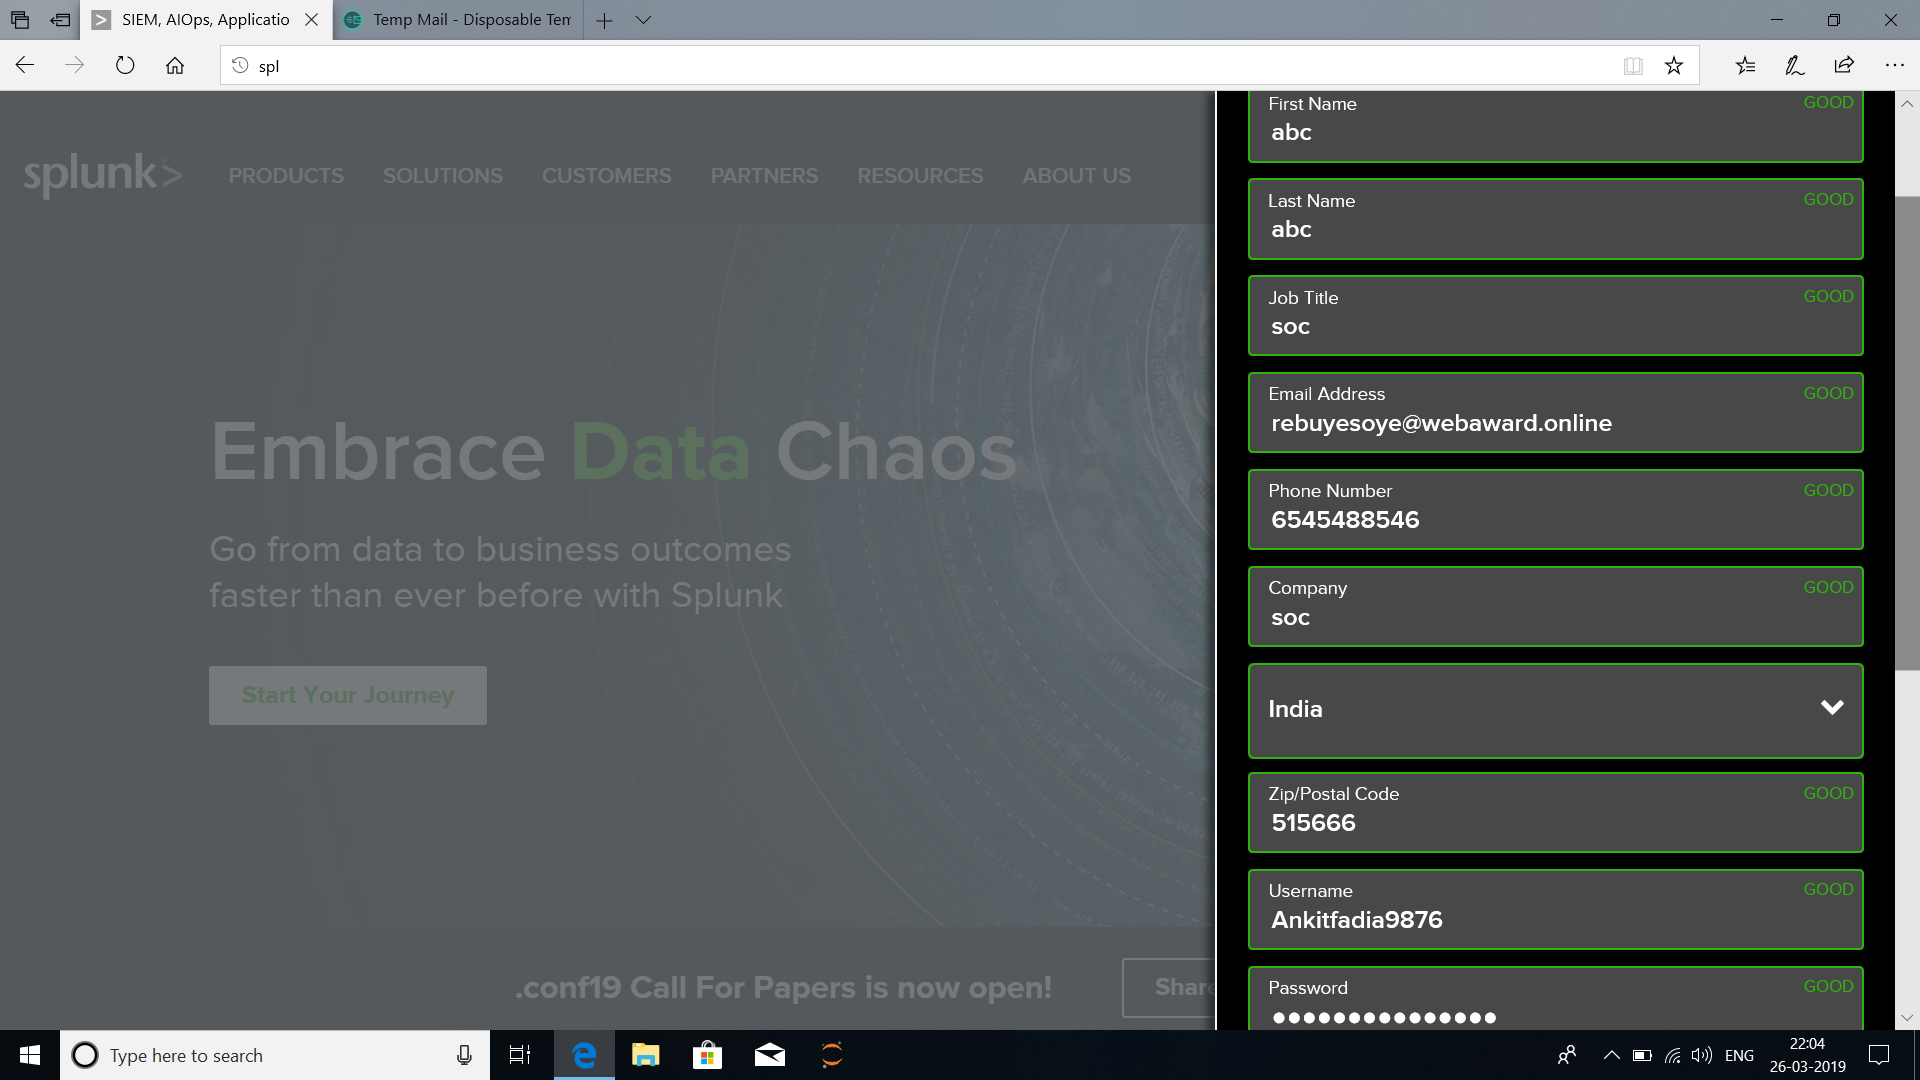 SIEM, AIOps, Applicatio
Temp Mail - Disposable Tem
spl
splunk>
PRODUCTS
SOLUTIONS
CUSTOMERS
PARTNERS
RESOURCES
ABOUT US
Embrace Data Chaos
Go from data to business outcomes
faster than ever before with Splunk
Start Your Journey
.conf19 Call For Papers is now open!
Share
First Name
GOOD
abc
Last Name
GOOD
abc
Job Title
GOOD
soc
Email Address
GOOD
rebuyesoye@webaward.online
Phone Number
GOOD
6545488546
Company
GOOD
soc
India
Zip/Postal Code
GOOD
515666
Username
GOOD
Ankitfadia9876
Password
GOOD
●●●●●●●●●●●●●●●
Type here to search
ENG
22:04
26-03-2019